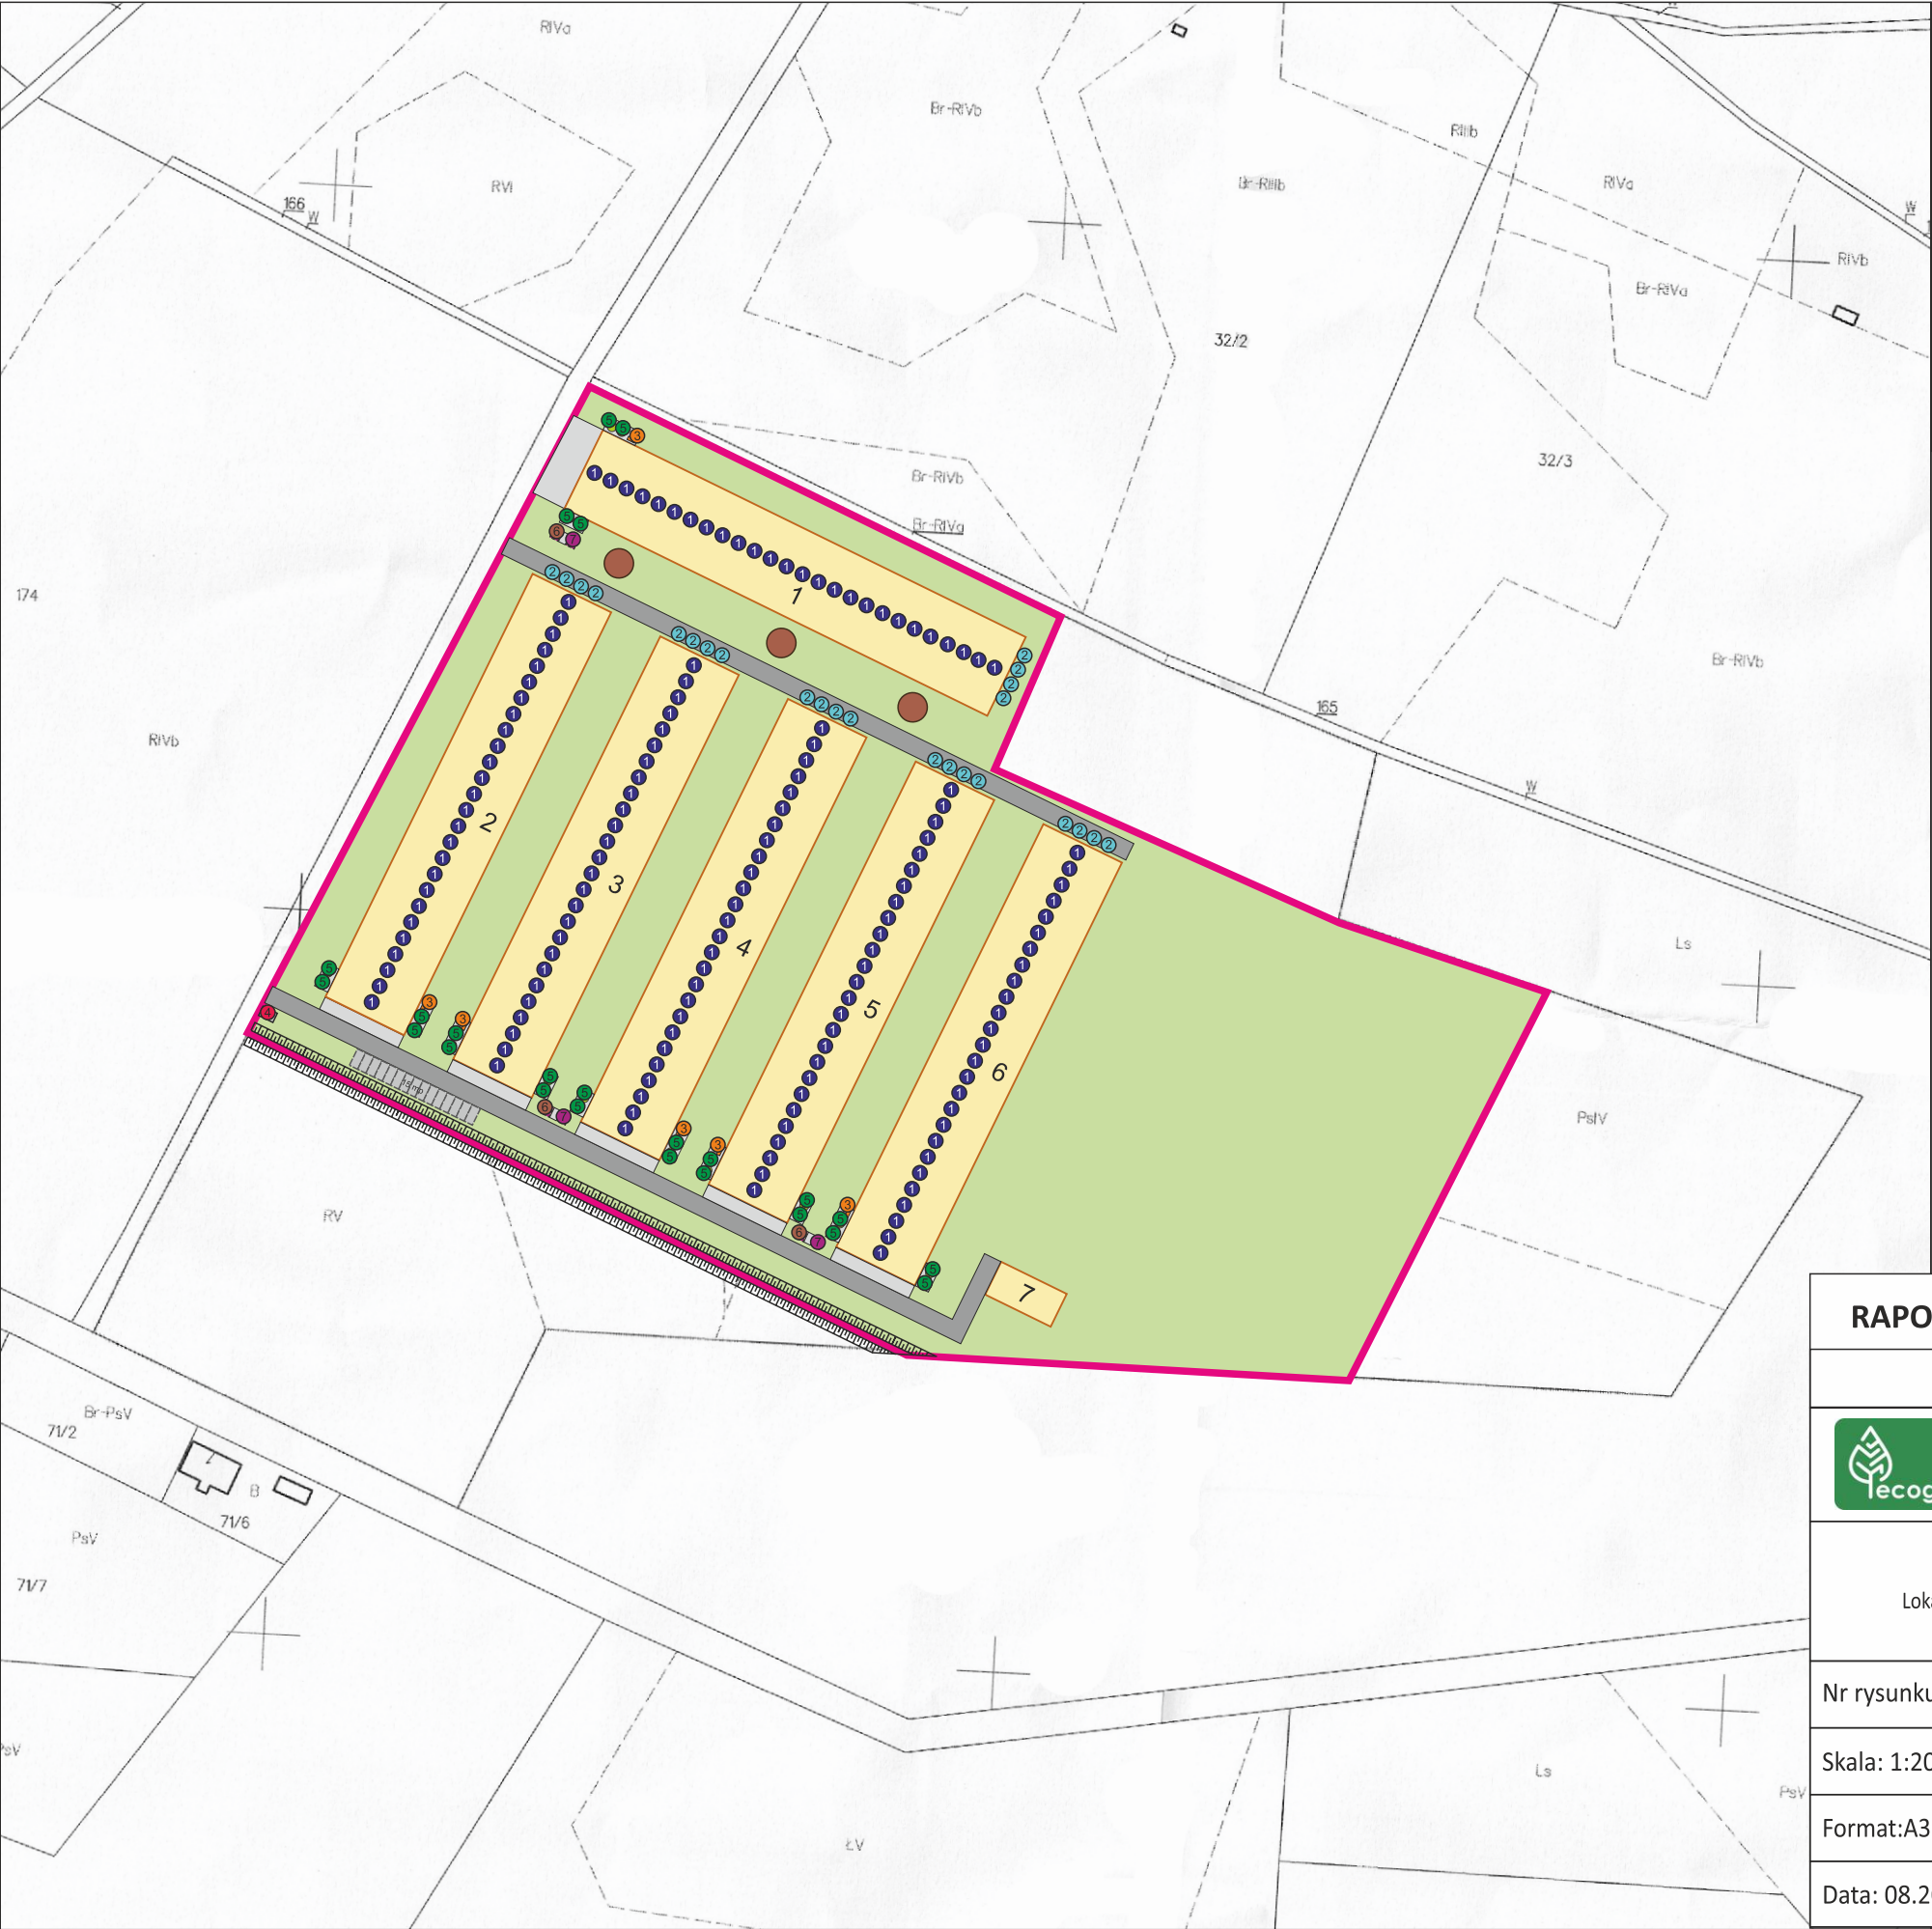 RIVa
Br-RIVb
RIIIb
RVI
Br-RIIIb
RIVa
166
W
W
RIVb
Br-RIVa
32/2
32/3
Br-RIVb
Br-RIVa
174
1
Br-RIVb
RIVb
165
W
2
3
4
5
6
Ls
PsIV
RV
7
RAPO
Br-PsV
71/2
B
71/6
PsV
71/7
ecog
Loka
Nr rysunku
Skala: 1:20
Format:A3
Data: 08.2
Ls
PsV
PsV
ŁV